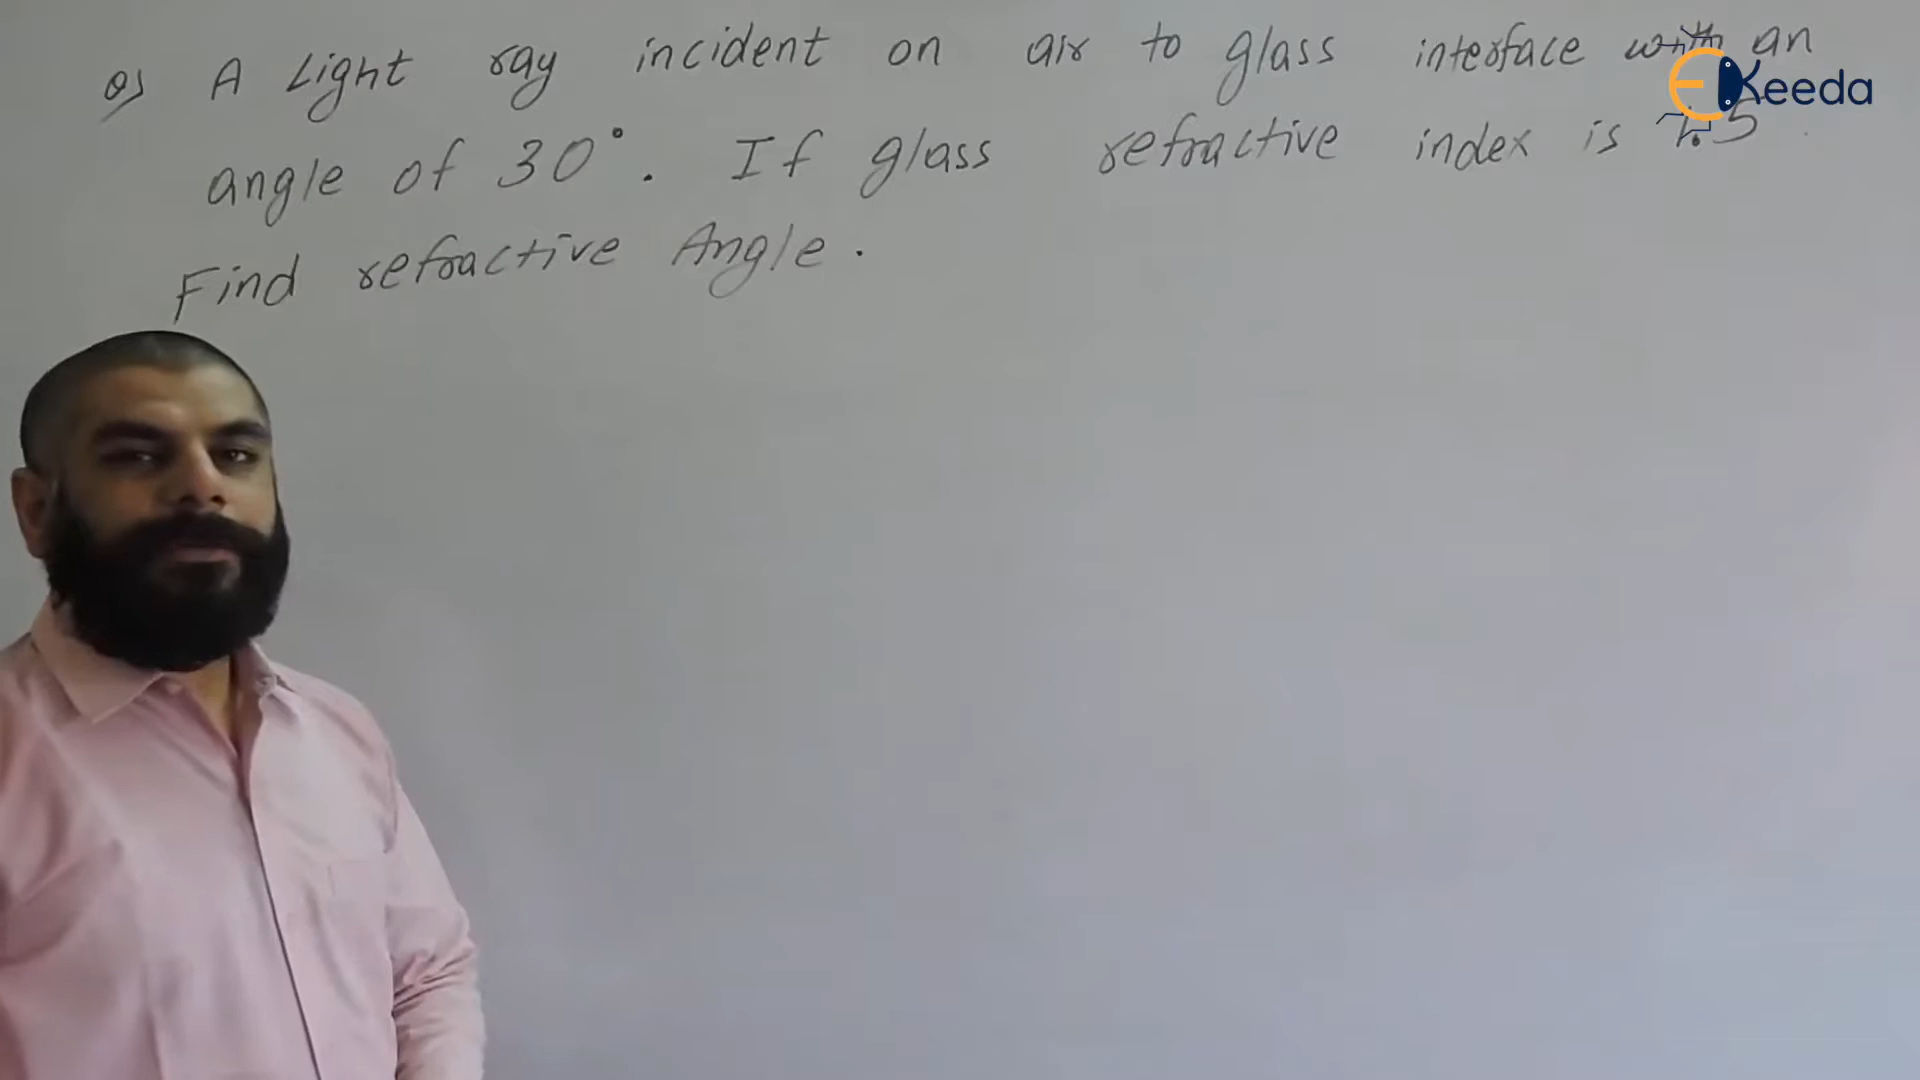 Q) A Light ray incident on air to glass interface with an
angle of 30°. If glass refractive index is 1.5
Find refractive Angle.
EKeeda